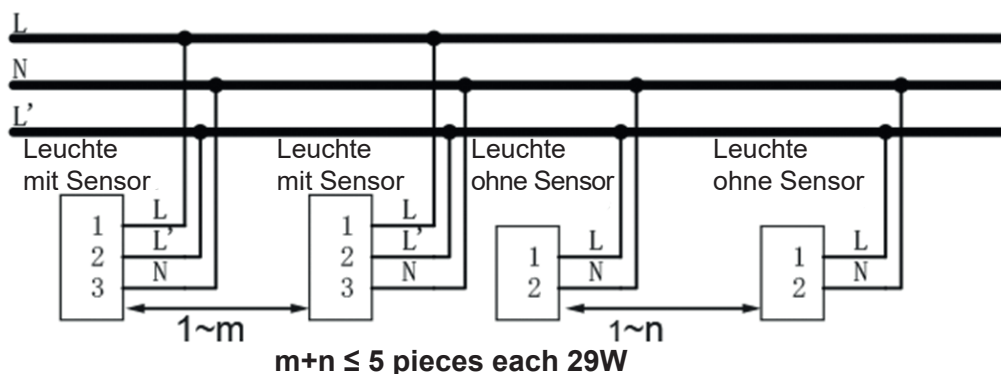 L
N
L'
Leuchte
mit Sensor
Leuchte
mit Sensor
Leuchte
ohne Sensor
Leuchte
ohne Sensor
1 L
2 L'
3 N
1 L
2 L'
3 N
1 L
2 N
1 L
2 N
1~m
1~n
m+n ≤ 5 pieces each 29W